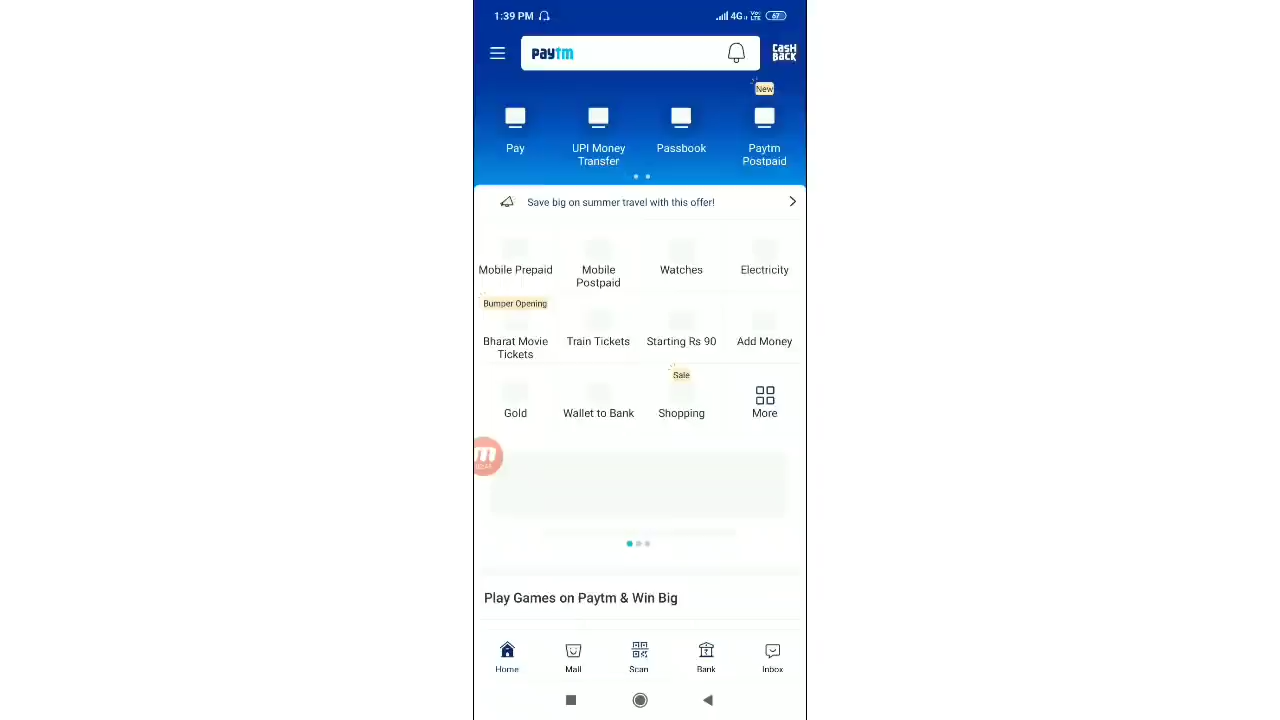 1:39 PM 4G 67
paytm CASH BACK
New
Pay UPI Money Transfer Passbook Paytm Postpaid
Save big on summer travel with this offer!
Mobile Prepaid Mobile Postpaid Watches Electricity
Bumper Opening
Bharat Movie Tickets Train Tickets Starting Rs 90 Add Money
Sale
Gold Wallet to Bank Shopping More
Play Games on Paytm & Win Big
Home Mall Scan Bank Inbox